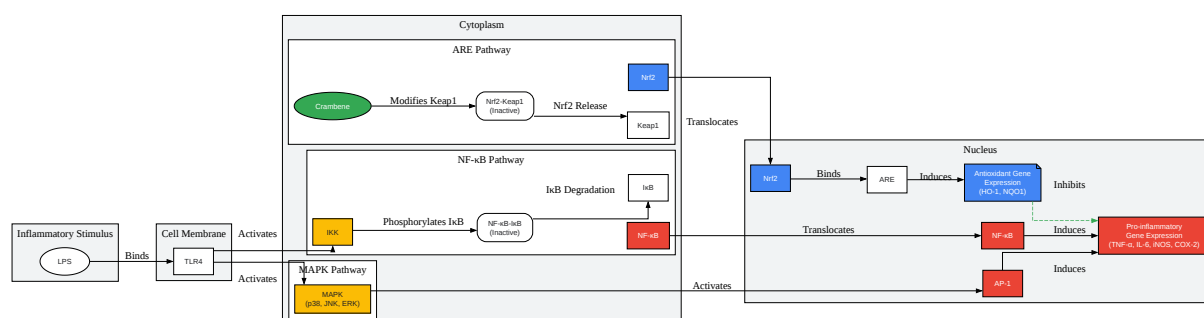 Cytoplasm
ARE Pathway
Crambene
Modifies Keap1
Nrf2-Keap1
(Inactive)
Nrf2 Release
Nrf2
Keap1
Translocates
NF-κB Pathway
IκB Degradation
IκB
IKK
Phosphorylates IκB
NF-κB-IκB
(Inactive)
NF-κB
Inflammatory Stimulus
LPS
Binds
Cell Membrane
TLR4
Activates
Activates
MAPK Pathway
MAPK
(p38, JNK, ERK)
Translocates
Activates
Nucleus
Nrf2
Binds
ARE
Induces
Antioxidant Gene
Expression
(HO-1, NQO1)
Inhibits
NF-κB
Induces
Pro-inflammatory
Gene Expression
(TNF-α, IL-6, iNOS, COX-2)
AP-1
Induces